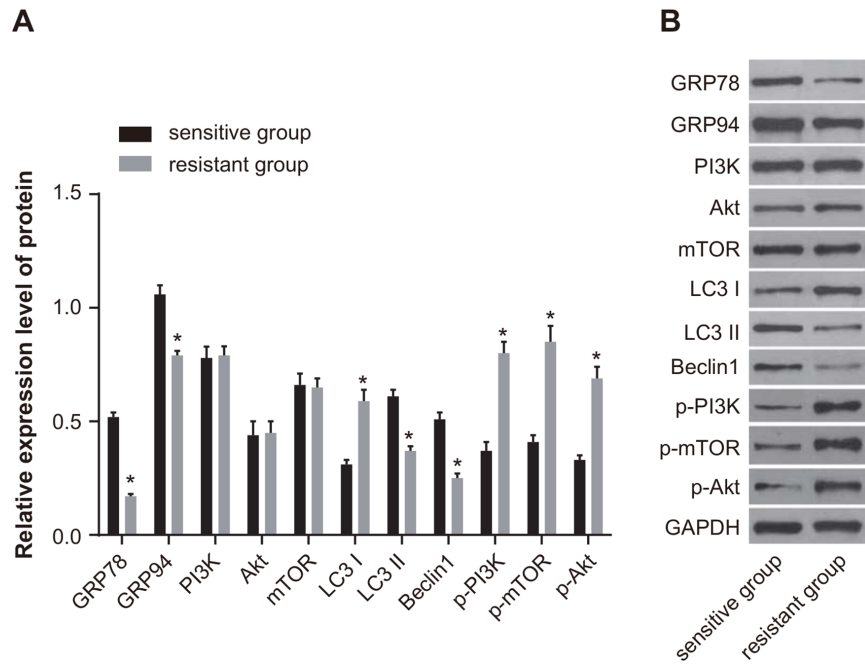 A
sensitive group
resistant group
Relative expression level of protein
1.5
1.0
0.5
0.0
*
*
*
*
*
*
*
*
GRP78
GRP94
PI3K
Akt
mTOR
LC3 I
LC3 II
Beclin1
p-PI3K
p-mTOR
p-Akt
B
GRP78
GRP94
PI3K
Akt
mTOR
LC3 I
LC3 II
Beclin1
p-PI3K
p-mTOR
p-Akt
GAPDH
sensitive group
resistant group